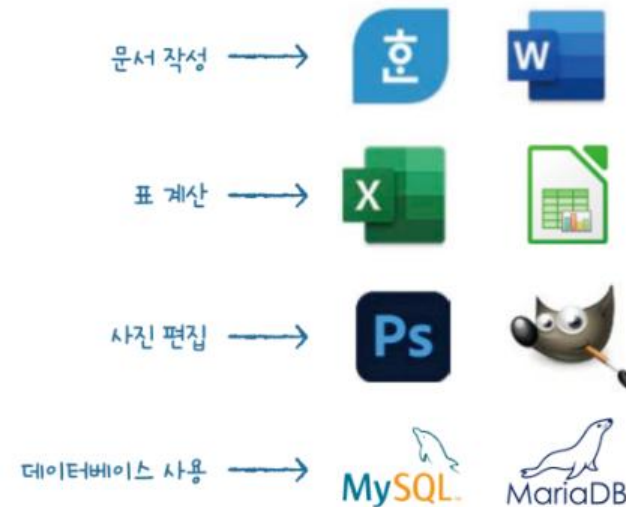 문서 작성
한
W
표 계산
X
사진 편집
Ps
데이터베이스 사용
MySQL
MariaDB